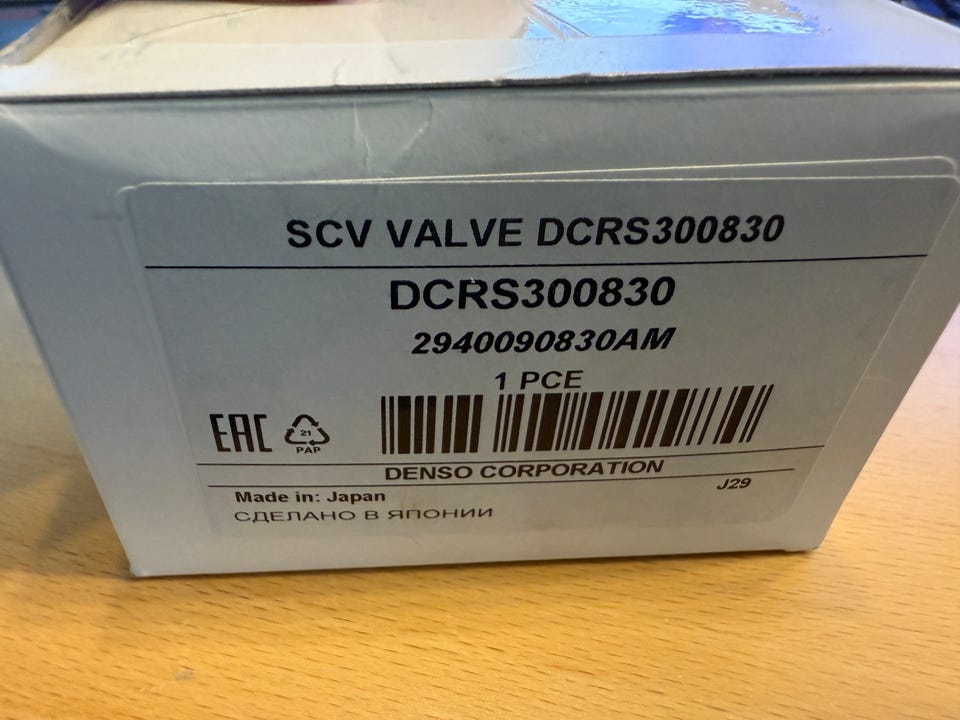 SCV VALVE DCRS300830
DCRS300830
2940090830AM
1 PCE
EAC
21
PAP
DENSO CORPORATION
Made in: Japan
J29
СДЕЛАНО В ЯПОНИИ